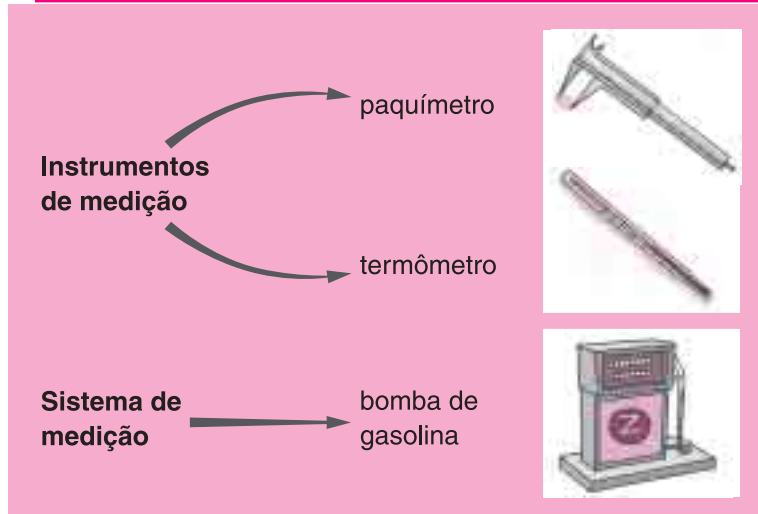 paquímetro
Instrumentos
de medição
termômetro
Sistema de
medição
bomba de
gasolina